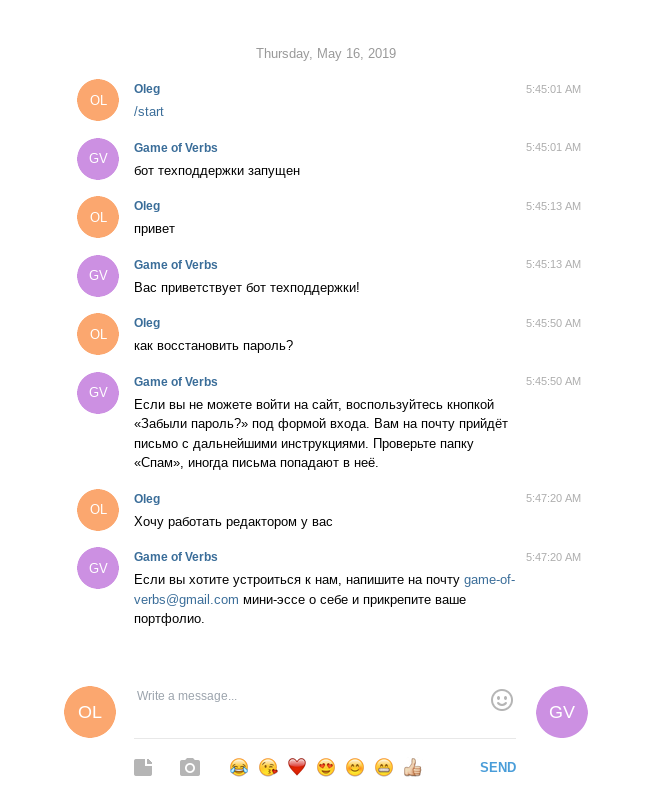 Thursday, May 16, 2019
OL
Oleg
5:45:01 AM
/start
GV
Game of Verbs
5:45:01 AM
бот техподдержки запущен
OL
Oleg
5:45:13 AM
привет
GV
Game of Verbs
5:45:13 AM
Вас приветствует бот техподдержки!
OL
Oleg
5:45:50 AM
как восстановить пароль?
GV
Game of Verbs
5:45:50 AM
Если вы не можете войти на сайт, воспользуйтесь кнопкой
«Забыли пароль?» под формой входа. Вам на почту прийдёт
письмо с дальнейшими инструкциями. Проверьте папку
«Спам», иногда письма попадают в неё.
OL
Oleg
5:47:20 AM
Хочу работать редактором у вас
GV
Game of Verbs
5:47:20 AM
Если вы хотите устроиться к нам, напишите на почту game-of-
verbs@gmail.com мини-эссе о себе и прикрепите ваше
портфолио.
OL
Write a message...
GV
SEND